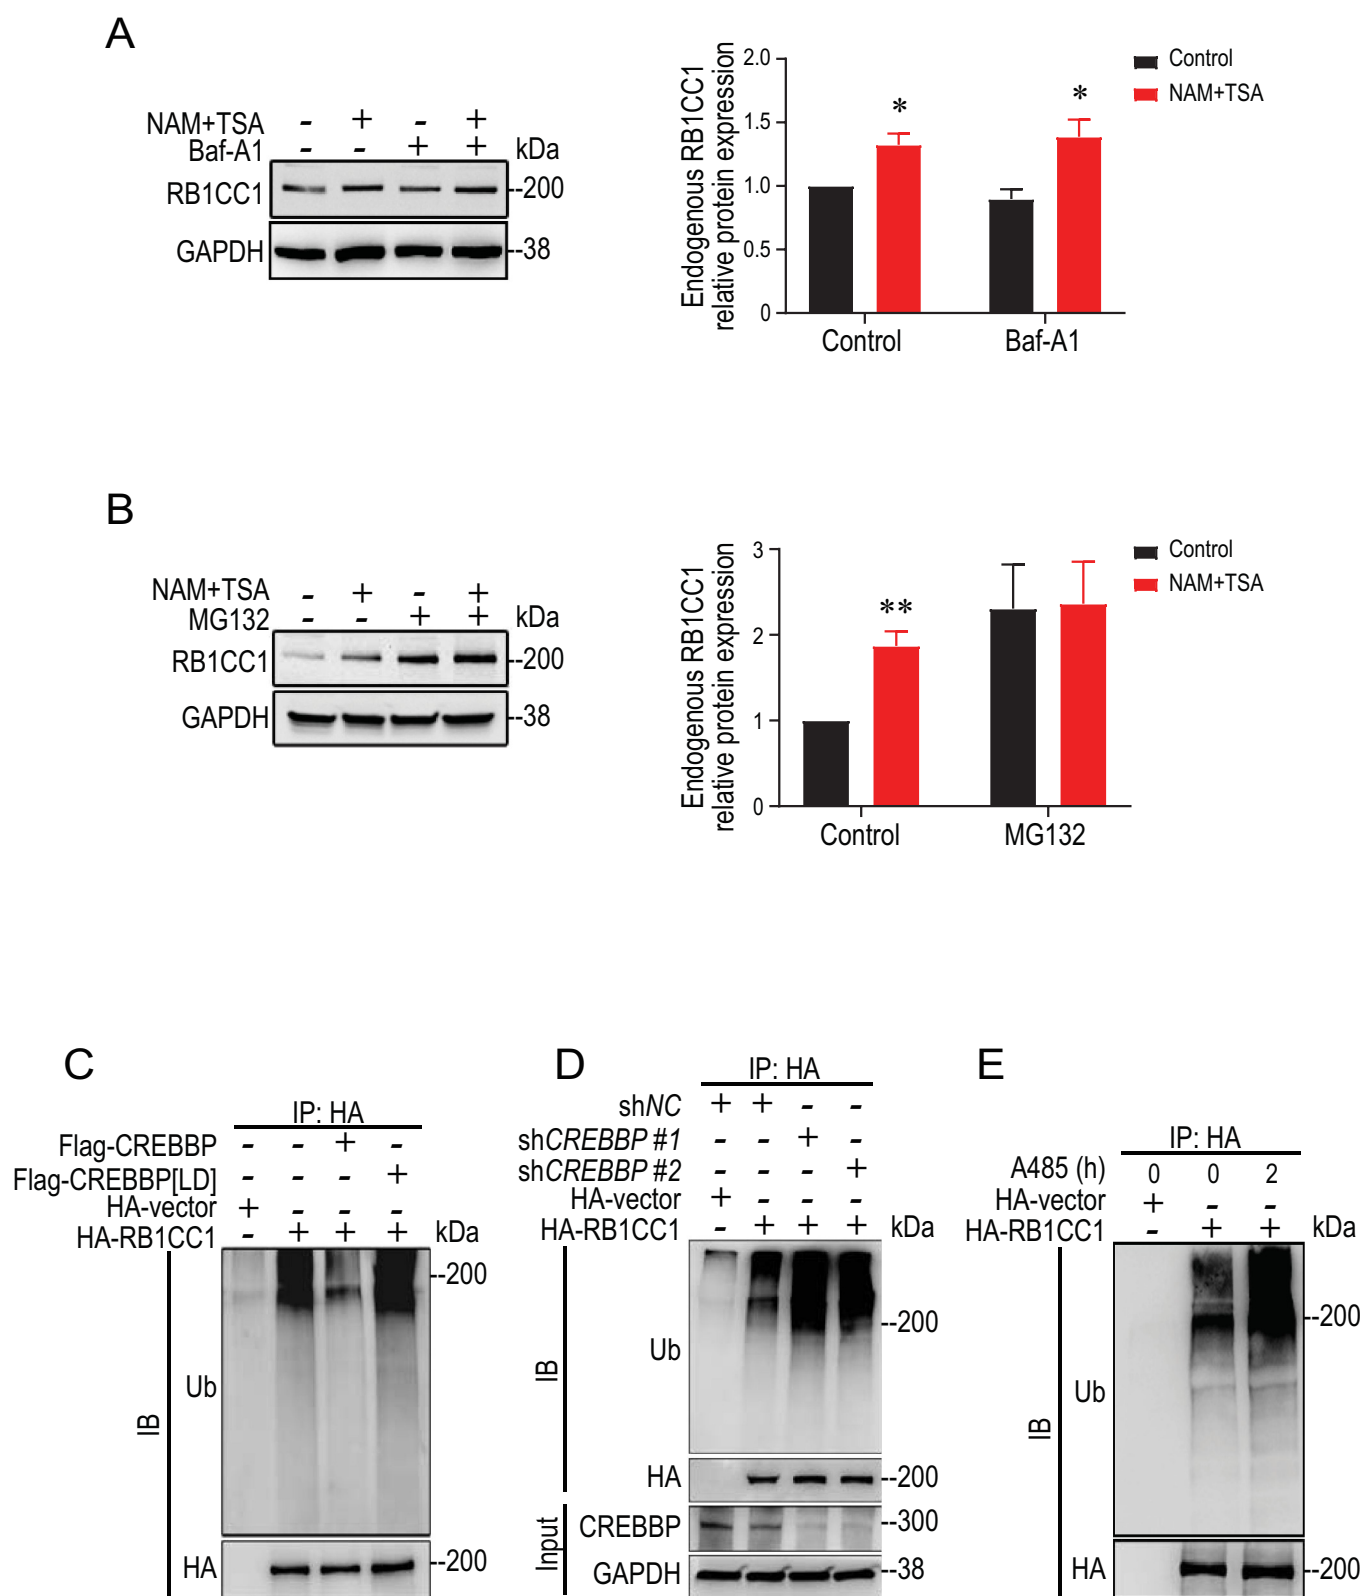 A
NAM+TSA - + - +
Baf-A1 - - + + kDa
RB1CC1 --200
GAPDH --38
Endogenous RB1CC1
relative protein expression
2.0
1.5
1.0
0.5
0
* *
Control Baf-A1
Control
NAM+TSA
B
NAM+TSA - + - +
MG132 - - + + kDa
RB1CC1 --200
GAPDH --38
Endogenous RB1CC1
relative protein expression
3
2
1
0
**
Control MG132
Control
NAM+TSA
C
IP: HA
Flag-CREBBP - - + -
Flag-CREBBP[LD] - - - +
HA-vector + - - -
HA-RB1CC1 - + + + kDa
--200
Ub
IB
HA --200
D
IP: HA
shNC + + - -
shCREBBP #1 - - + -
shCREBBP #2 - - - +
HA-vector + - - -
HA-RB1CC1 - + + + kDa
--200
Ub
IB
HA --200
Input
CREBBP --300
GAPDH --38
E
IP: HA
A485 (h) 0 0 2
HA-vector + - -
HA-RB1CC1 - + + kDa
--200
Ub
IB
HA --200